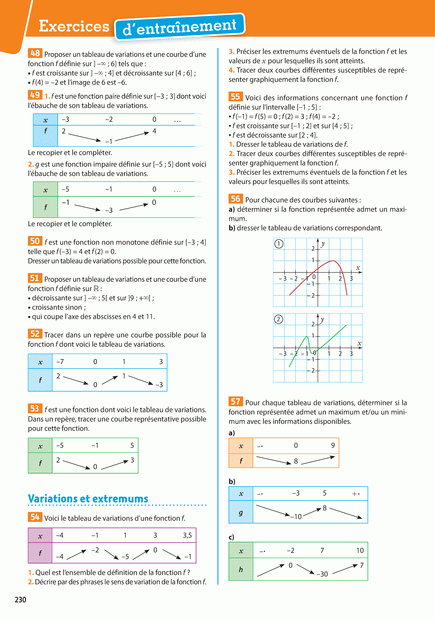 Exercices d'entraînement
48 Proposer un tableau de variations et une courbe d'une
fonction f définie sur ] –∞ ; 6] tels que :
• f est croissante sur ] –∞ ; 4] et décroissante sur [4 ; 6] ;
• f(4) = –2 et l'image de 6 est –6.
49 1. f est une fonction paire définie sur [–3 ; 3] dont voici
l'ébauche de son tableau de variations.
x –3 –2 0 …
f 2 –1 4
Le recopier et le compléter.
2. g est une fonction impaire définie sur [–5 ; 5] dont voici
l'ébauche de son tableau de variations.
x –5 –1 0 …
f –1 –3 0
Le recopier et le compléter.
50 f est une fonction non monotone définie sur [–3 ; 4]
telle que f(–3) = 4 et f(2) = 0.
Dresser un tableau de variations possible pour cette fonction.
51 Proposer un tableau de variations et une courbe d'une
fonction f définie sur ℝ :
• décroissante sur ] –∞ ; 5] et sur ]9 ; +∞[ ;
• croissante sinon ;
• qui coupe l'axe des abscisses en 4 et 11.
52 Tracer dans un repère une courbe possible pour la
fonction f dont voici le tableau de variations.
x –7 0 1 3
f 2 0 1 –3
53 f est une fonction dont voici le tableau de variations.
Dans un repère, tracer une courbe représentative possible
pour cette fonction.
x –5 –1 5
f 2 0 3
Variations et extremums
54 Voici le tableau de variations d'une fonction f.
x –4 –1 1 3 3,5
f –4 –2 –5 0 –1
1. Quel est l'ensemble de définition de la fonction f ?
2. Décrire par des phrases le sens de variation de la fonction f.
230
3. Préciser les extremums éventuels de la fonction f et les
valeurs de x pour lesquelles ils sont atteints.
4. Tracer deux courbes différentes susceptibles de repré-
senter graphiquement la fonction f.
55 Voici des informations concernant une fonction f
définie sur l'intervalle [–1 ; 5] :
• f(–1) = f(5) = 0 ; f(2) = 3 ; f(4) = –2 ;
• f est croissante sur [–1 ; 2] et sur [4 ; 5] ;
• f est décroissante sur [2 ; 4].
1. Dresser le tableau de variations de f.
2. Tracer deux courbes différentes susceptibles de repré-
senter graphiquement la fonction f.
3. Préciser les extremums éventuels de la fonction f et les
valeurs pour lesquelles ils sont atteints.
56 Pour chacune des courbes suivantes :
a) déterminer si la fonction représentée admet un maxi-
mum.
b) dresser le tableau de variations correspondant.
1 y
2
1
x
–3 –2 –1 0 1 2 3
–1
–2
2 y
2
1
x
–3 –2 –1 0 1 2 3
–1
–2
57 Pour chaque tableau de variations, déterminer si la
fonction représentée admet un maximum et/ou un mini-
mum avec les informations disponibles.
a)
x –∞ 0 9
f 8
b)
x –∞ –3 5 +∞
g –10 8
c)
x –∞ –2 7 10
h 0 –30 7